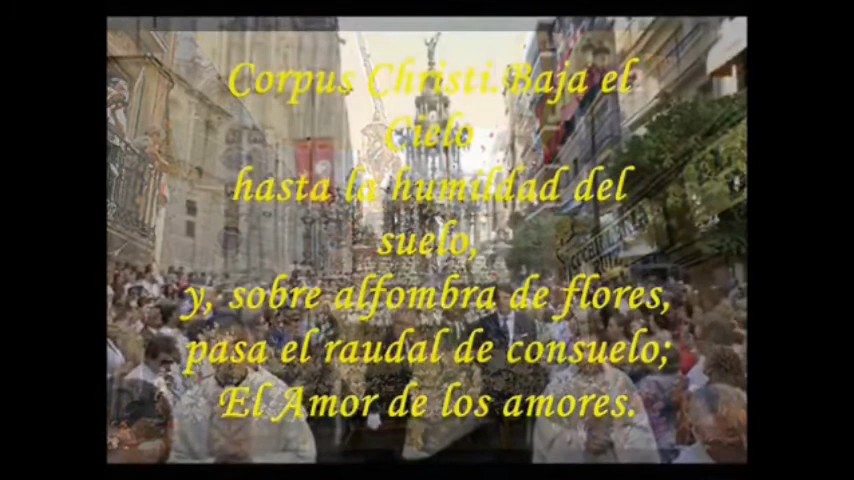 Corpus Christi. Baja el
Cielo
hasta la humildad del
suelo,
y, sobre alfombra de flores,
pasa el raudal de consuelo;
El Amor de los amores.